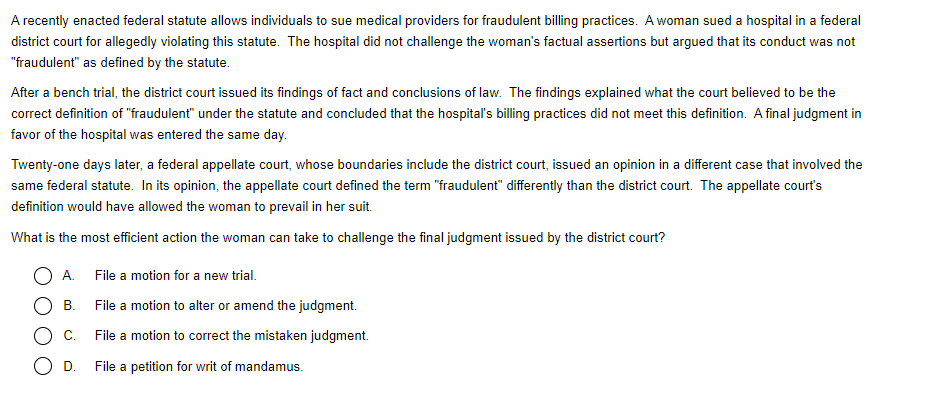 A recently enacted federal statute allows individuals to sue medical providers for fraudulent billing practices.  A woman sued a hospital in a federal
district court for allegedly violating this statute.  The hospital did not challenge the woman's factual assertions but argued that its conduct was not
"fraudulent" as defined by the statute.
After a bench trial, the district court issued its findings of fact and conclusions of law.  The findings explained what the court believed to be the
correct definition of "fraudulent" under the statute and concluded that the hospital's billing practices did not meet this definition.  A final judgment in
favor of the hospital was entered the same day.
Twenty-one days later, a federal appellate court, whose boundaries include the district court, issued an opinion in a different case that involved the
same federal statute.  In its opinion, the appellate court defined the term "fraudulent" differently than the district court.  The appellate court's
definition would have allowed the woman to prevail in her suit.
What is the most efficient action the woman can take to challenge the final judgment issued by the district court?
A. File a motion for a new trial.
B. File a motion to alter or amend the judgment.
C. File a motion to correct the mistaken judgment.
D. File a petition for writ of mandamus.